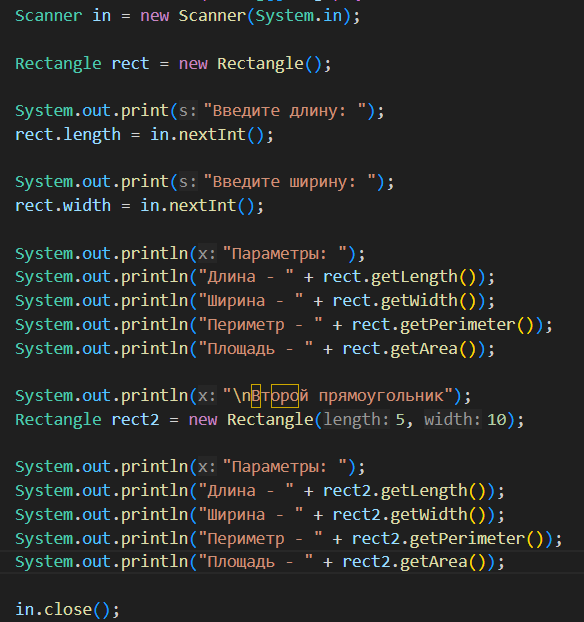 Scanner in = new Scanner(System.in);
Rectangle rect = new Rectangle();
System.out.print(s: "Введите длину: ");
rect.length = in.nextInt();
System.out.print(s: "Введите ширину: ");
rect.width = in.nextInt();
System.out.println(x: "Параметры: ");
System.out.println("Длина - " + rect.getLength());
System.out.println("Ширина - " + rect.getWidth());
System.out.println("Периметр - " + rect.getPerimeter());
System.out.println("Площадь - " + rect.getArea());
System.out.println(x: "\nВторой прямоугольник");
Rectangle rect2 = new Rectangle(length: 5, width: 10);
System.out.println(x: "Параметры: ");
System.out.println("Длина - " + rect2.getLength());
System.out.println("Ширина - " + rect2.getWidth());
System.out.println("Периметр - " + rect2.getPerimeter());
System.out.println("Площадь - " + rect2.getArea());
in.close();